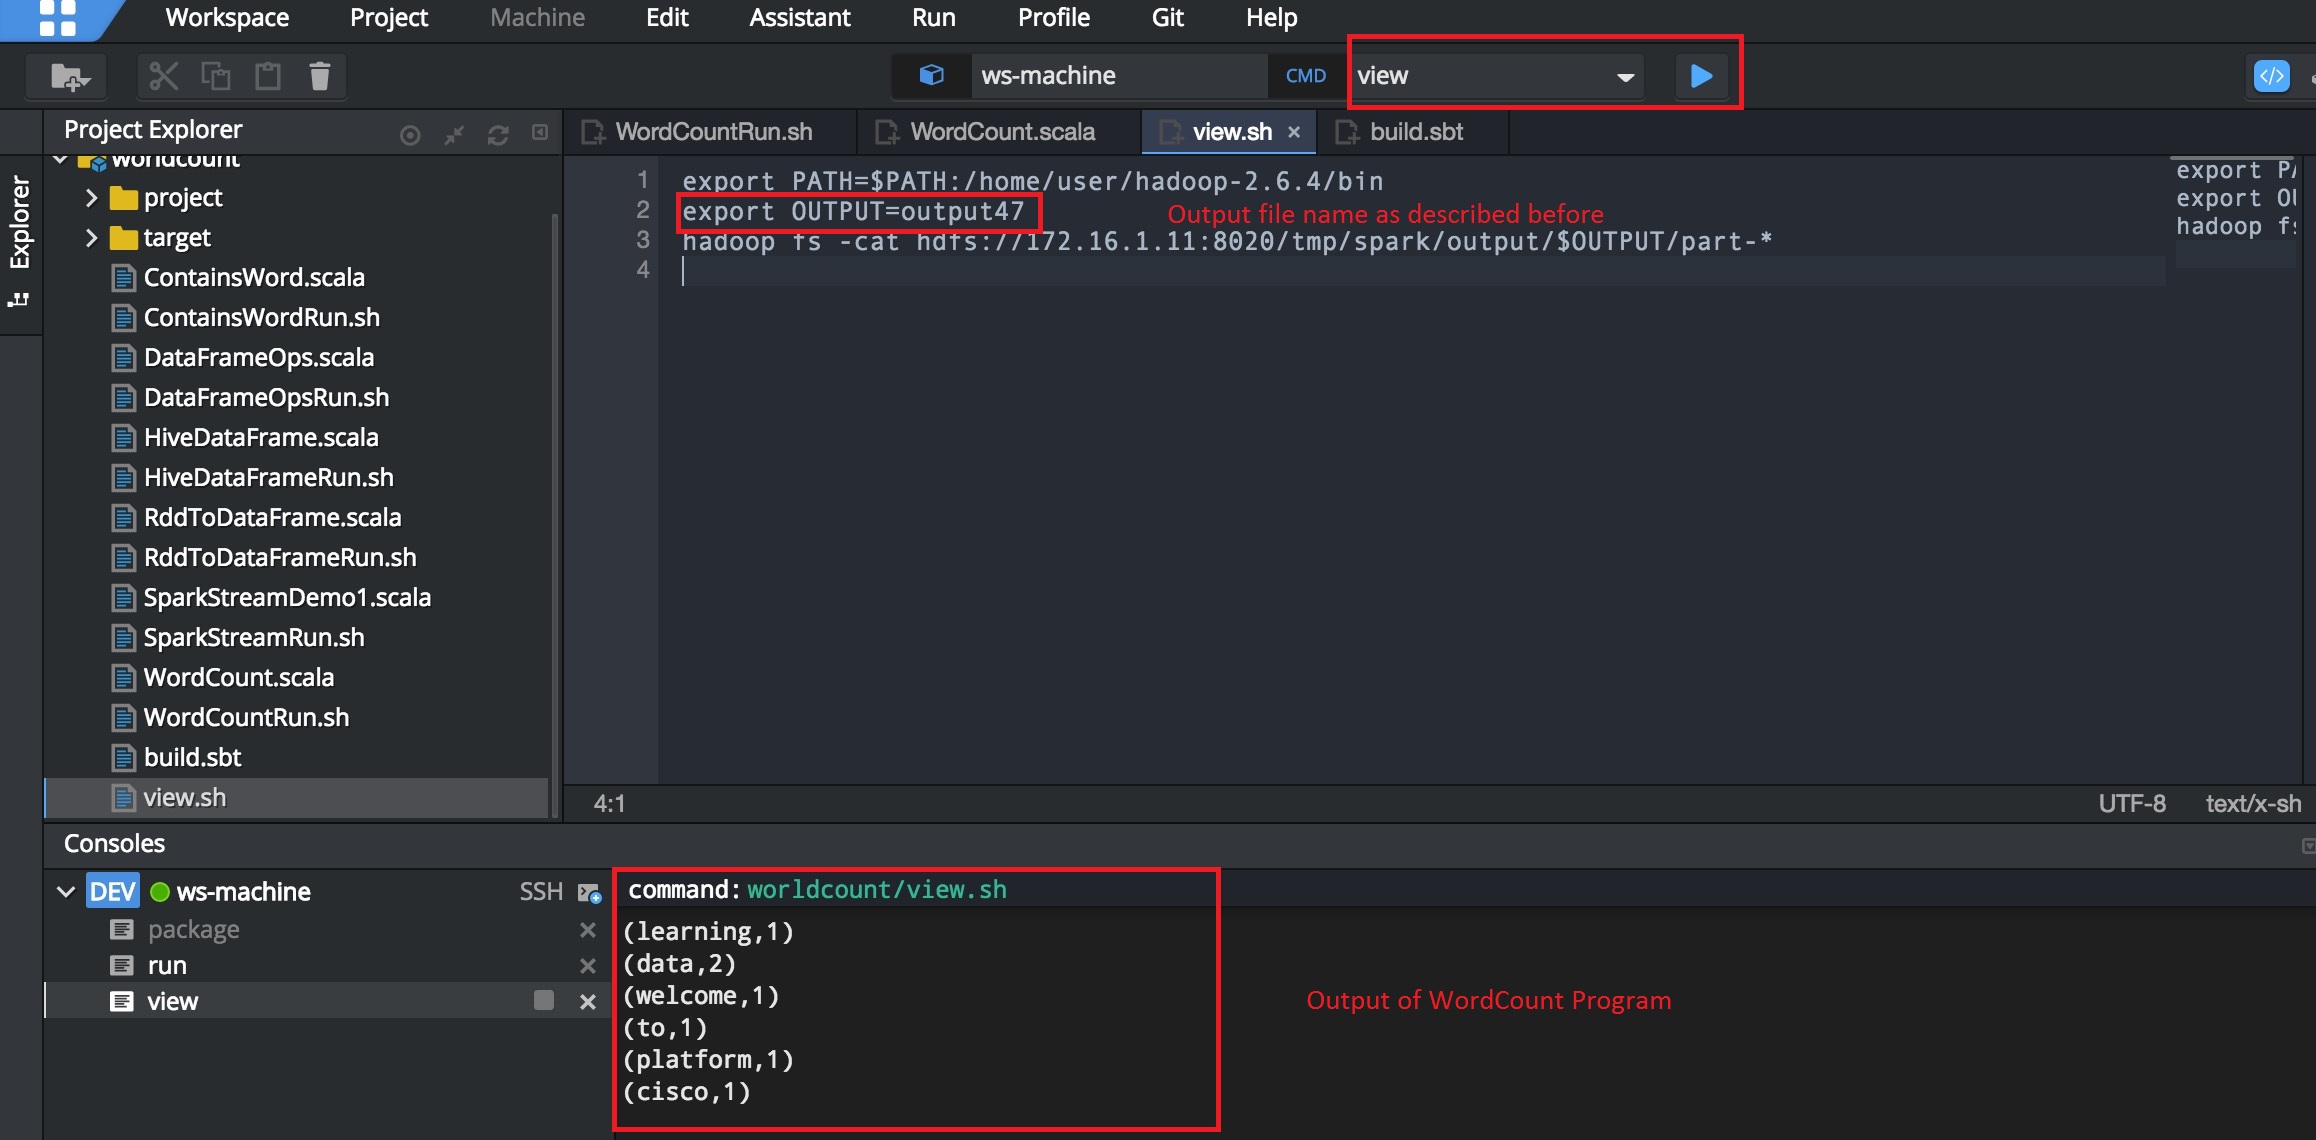 Workspace Project Machine Edit Assistant Run Profile Git Help
ws-machine CMD view
Project Explorer
WordCountRun.sh WordCount.scala view.sh × build.sbt
Explorer
worldcount
project
target
ContainsWord.scala
ContainsWordRun.sh
DataFrameOps.scala
DataFrameOpsRun.sh
HiveDataFrame.scala
HiveDataFrameRun.sh
RddToDataFrame.scala
RddToDataFrameRun.sh
SparkStreamDemo1.scala
SparkStreamRun.sh
WordCount.scala
WordCountRun.sh
build.sbt
view.sh
1 export PATH=$PATH:/home/user/hadoop-2.6.4/bin
2 export OUTPUT=output47
Output file name as described before
3 hadoop fs -cat hdfs://172.16.1.11:8020/tmp/spark/output/$OUTPUT/part-*
4
export
export
hadoop
4:1 UTF-8 text/x-sh
Consoles
DEV ws-machine SSH
package
run
view
command: worldcount/view.sh
(learning,1)
(data,2)
(welcome,1)
(to,1)
(platform,1)
(cisco,1)
Output of WordCount Program